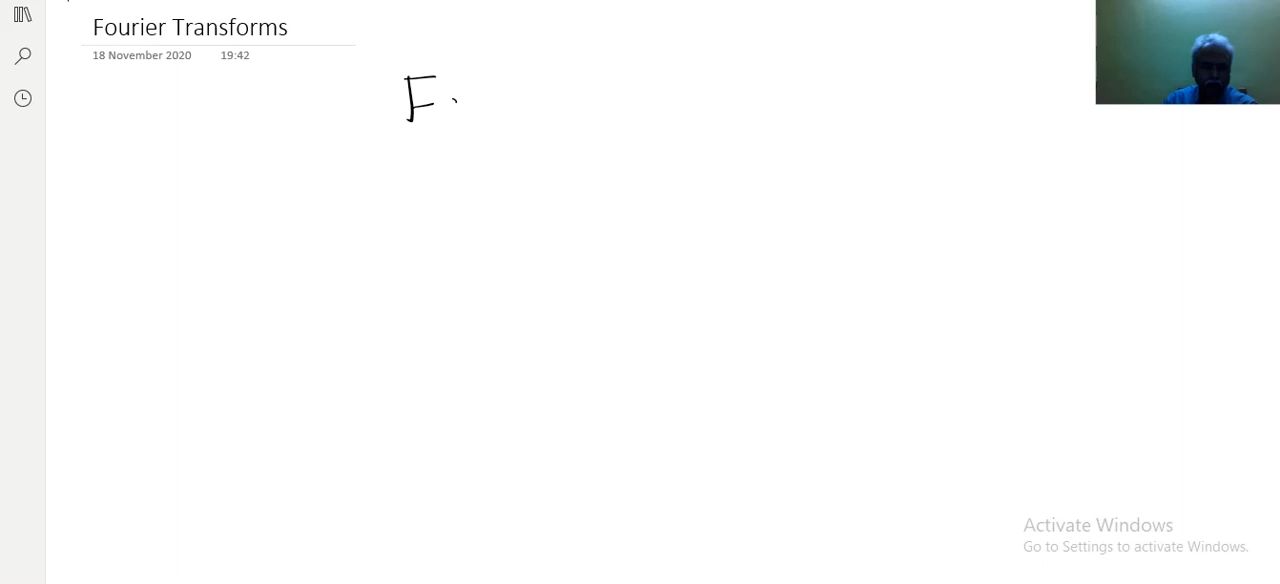 Fourier Transforms
18 November 2020 19:42
F
Activate Windows
Go to Settings to activate Windows.